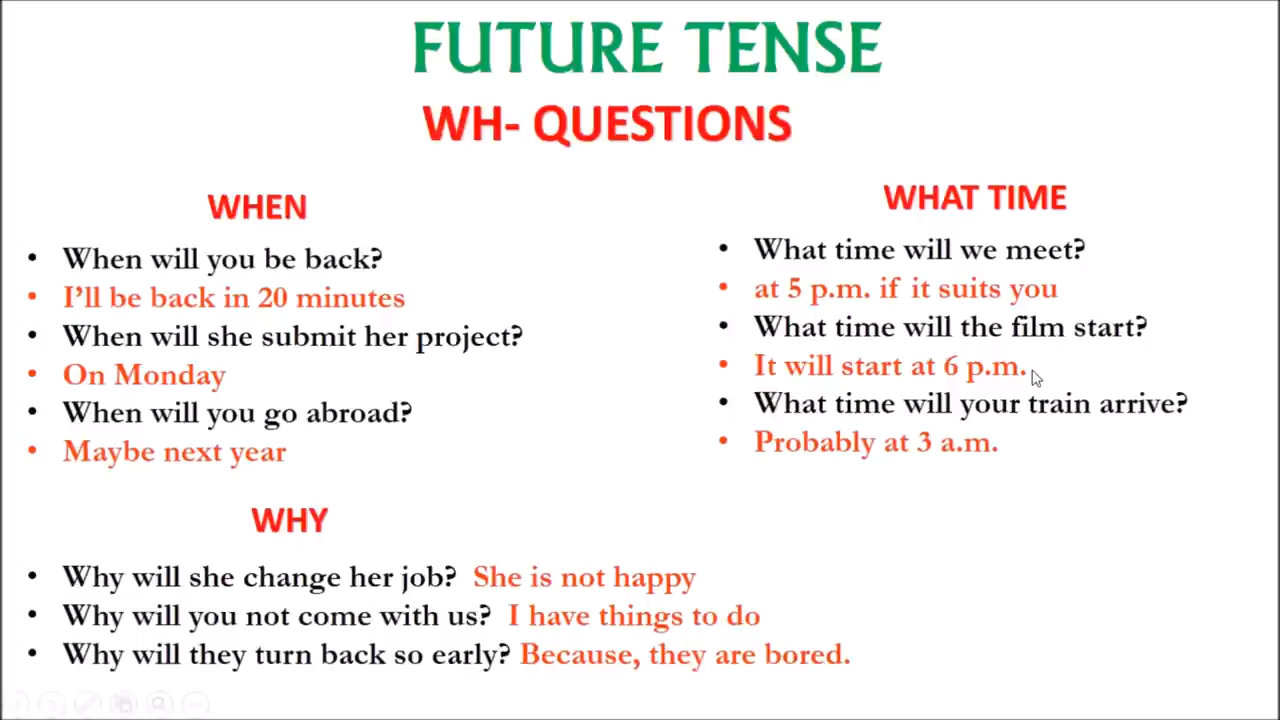 FUTURE TENSE
WH- QUESTIONS
WHEN
• When will you be back?
• I'll be back in 20 minutes
• When will she submit her project?
• On Monday
• When will you go abroad?
• Maybe next year
WHAT TIME
• What time will we meet?
• at 5 p.m. if it suits you
• What time will the film start?
• It will start at 6 p.m.
• What time will your train arrive?
• Probably at 3 a.m.
WHY
• Why will she change her job? She is not happy
• Why will you not come with us? I have things to do
• Why will they turn back so early? Because, they are bored.